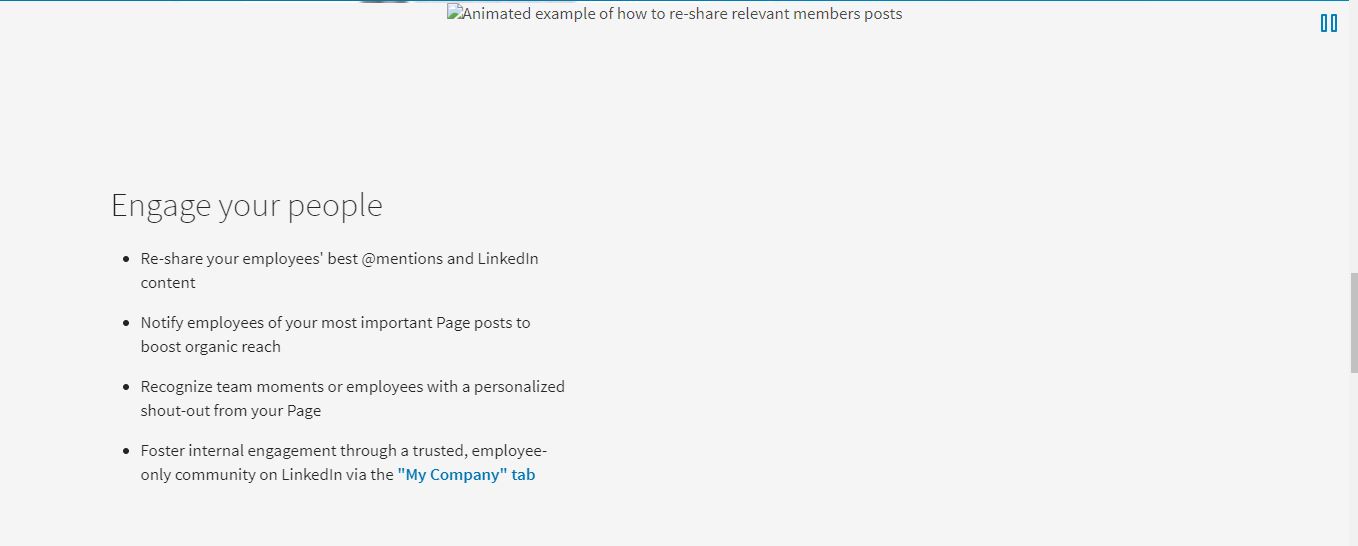 Animated example of how to re-share relevant members posts
Engage your people
• Re-share your employees' best @mentions and LinkedIn
content
• Notify employees of your most important Page posts to
boost organic reach
• Recognize team moments or employees with a personalized
shout-out from your Page
• Foster internal engagement through a trusted, employee-
only community on LinkedIn via the "My Company" tab